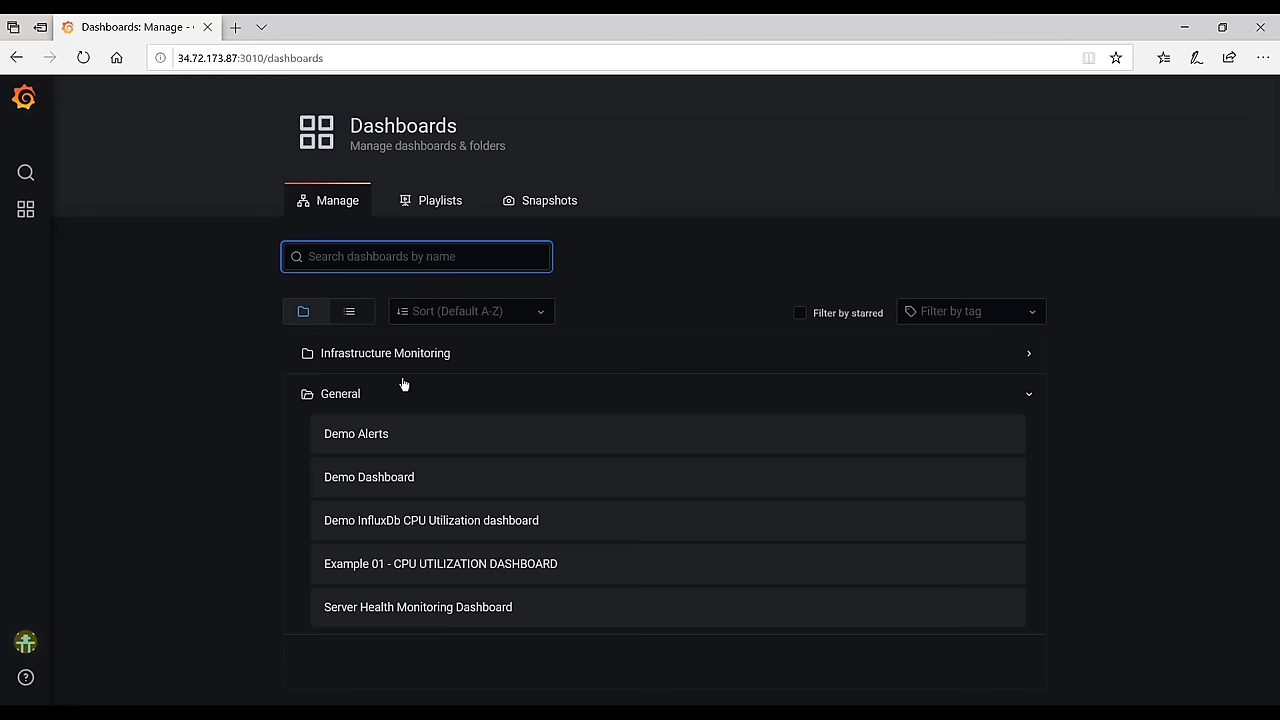 Dashboards: Manage -
34.72.173.87:3010/dashboards
Dashboards
Manage dashboards & folders
Manage
Playlists
Snapshots
Search dashboards by name
Sort (Default A-Z)
Filter by starred
Filter by tag
Infrastructure Monitoring
General
Demo Alerts
Demo Dashboard
Demo InfluxDb CPU Utilization dashboard
Example 01 - CPU UTILIZATION DASHBOARD
Server Health Monitoring Dashboard